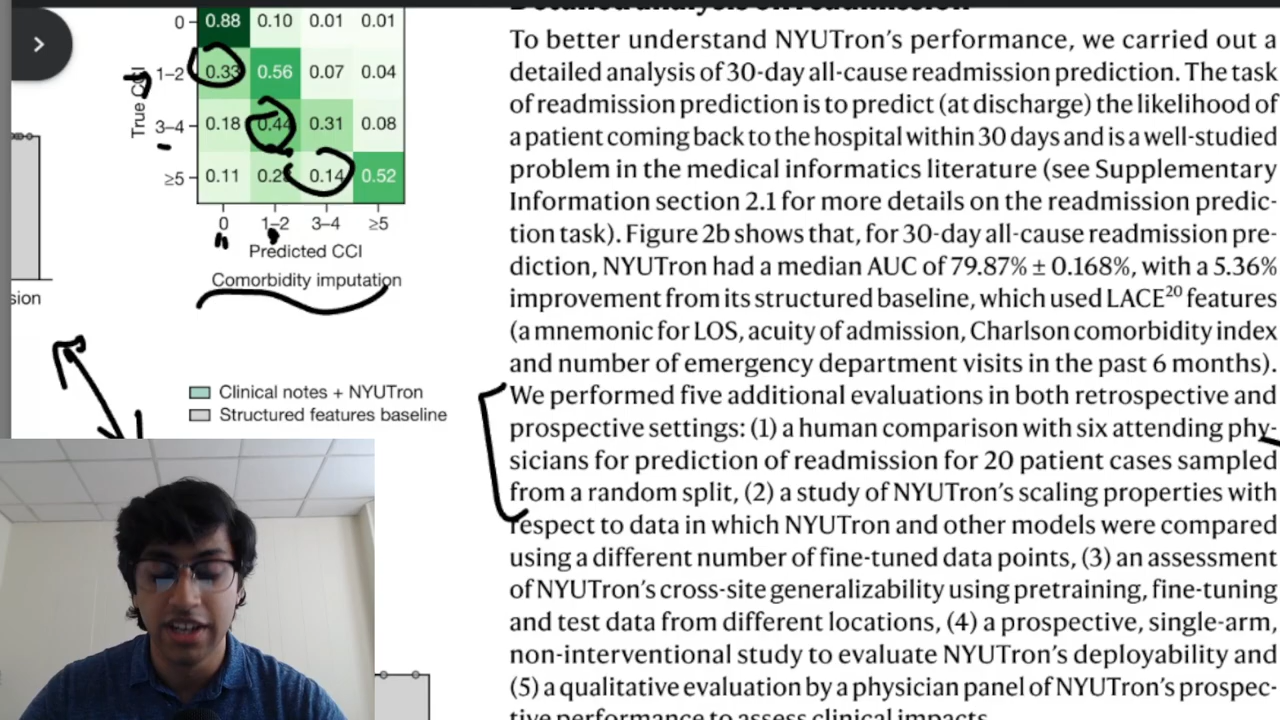 0 0.88 0.10 0.01 0.01
1–2 0.33 0.56 0.07 0.04
3–4 0.18 0.44 0.31 0.08
≥5 0.11 0.14 0.52
True CCI
0 1–2 3–4 ≥5
Predicted CCI
Comorbidity imputation
sion
Clinical notes + NYUTron
Structured features baseline
Detailed analysis on readmission
To better understand NYUTron’s performance, we carried out a
detailed analysis of 30-day all-cause readmission prediction. The task
of readmission prediction is to predict (at discharge) the likelihood of
a patient coming back to the hospital within 30 days and is a well-studied
problem in the medical informatics literature (see Supplementary
Information section 2.1 for more details on the readmission predic-
tion task). Figure 2b shows that, for 30-day all-cause readmission pre-
diction, NYUTron had a median AUC of 79.87% ± 0.168%, with a 5.36%
improvement from its structured baseline, which used LACE20 features
(a mnemonic for LOS, acuity of admission, Charlson comorbidity index
and number of emergency department visits in the past 6 months).
We performed five additional evaluations in both retrospective and
prospective settings: (1) a human comparison with six attending phy-
sicians for prediction of readmission for 20 patient cases sampled
from a random split, (2) a study of NYUTron’s scaling properties with
respect to data in which NYUTron and other models were compared
using a different number of fine-tuned data points, (3) an assessment
of NYUTron’s cross-site generalizability using pretraining, fine-tuning
and test data from different locations, (4) a prospective, single-arm,
non-interventional study to evaluate NYUTron’s deployability and
(5) a qualitative evaluation by a physician panel of NYUTron’s prospec-
tive performance to assess clinical impacts.